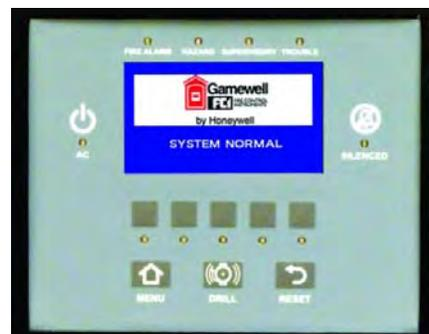 FIRE ALARM HAZARD SUPERVISORY TROUBLE
Gamewell
FCI
by Honeywell
SYSTEM NORMAL
AC
SILENCED
MENU DRILL RESET